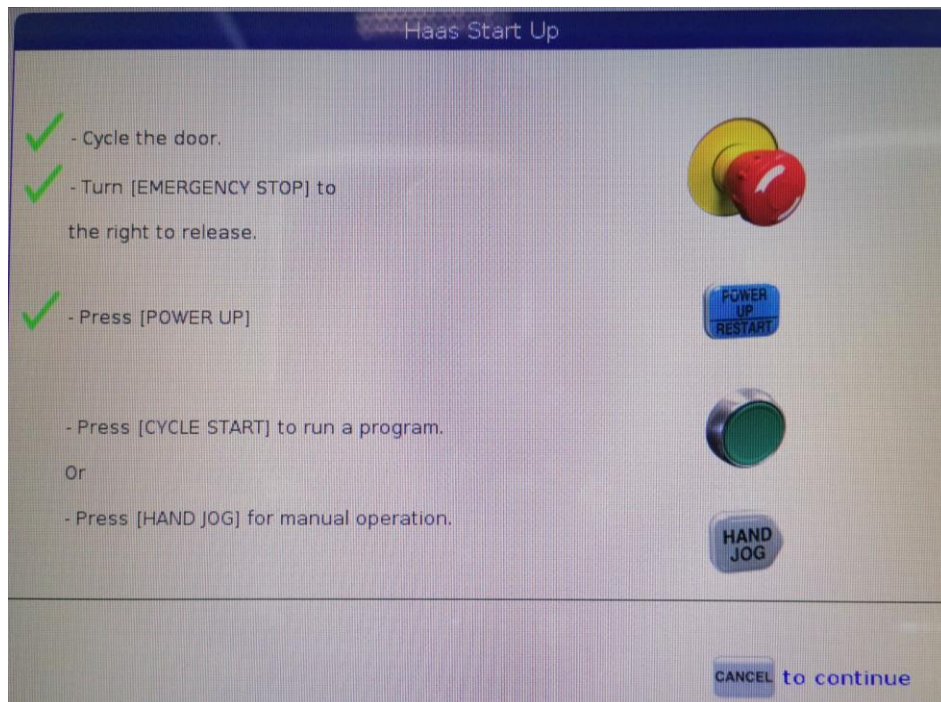 Haas Start Up
- Cycle the door.
- Turn [EMERGENCY STOP] to
the right to release.
- Press [POWER UP]
POWER
UP
RESTART
- Press [CYCLE START] to run a program.
Or
- Press [HAND JOG] for manual operation.
HAND
JOG
CANCEL to continue